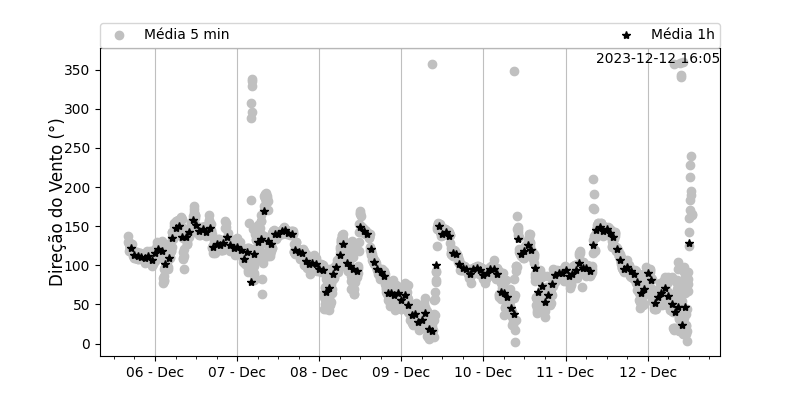 Média 5 min
Média 1h
2023-12-12 16:05
Direção do Vento (°)
350
300
250
200
150
100
50
0
06 - Dec
07 - Dec
08 - Dec
09 - Dec
10 - Dec
11 - Dec
12 - Dec